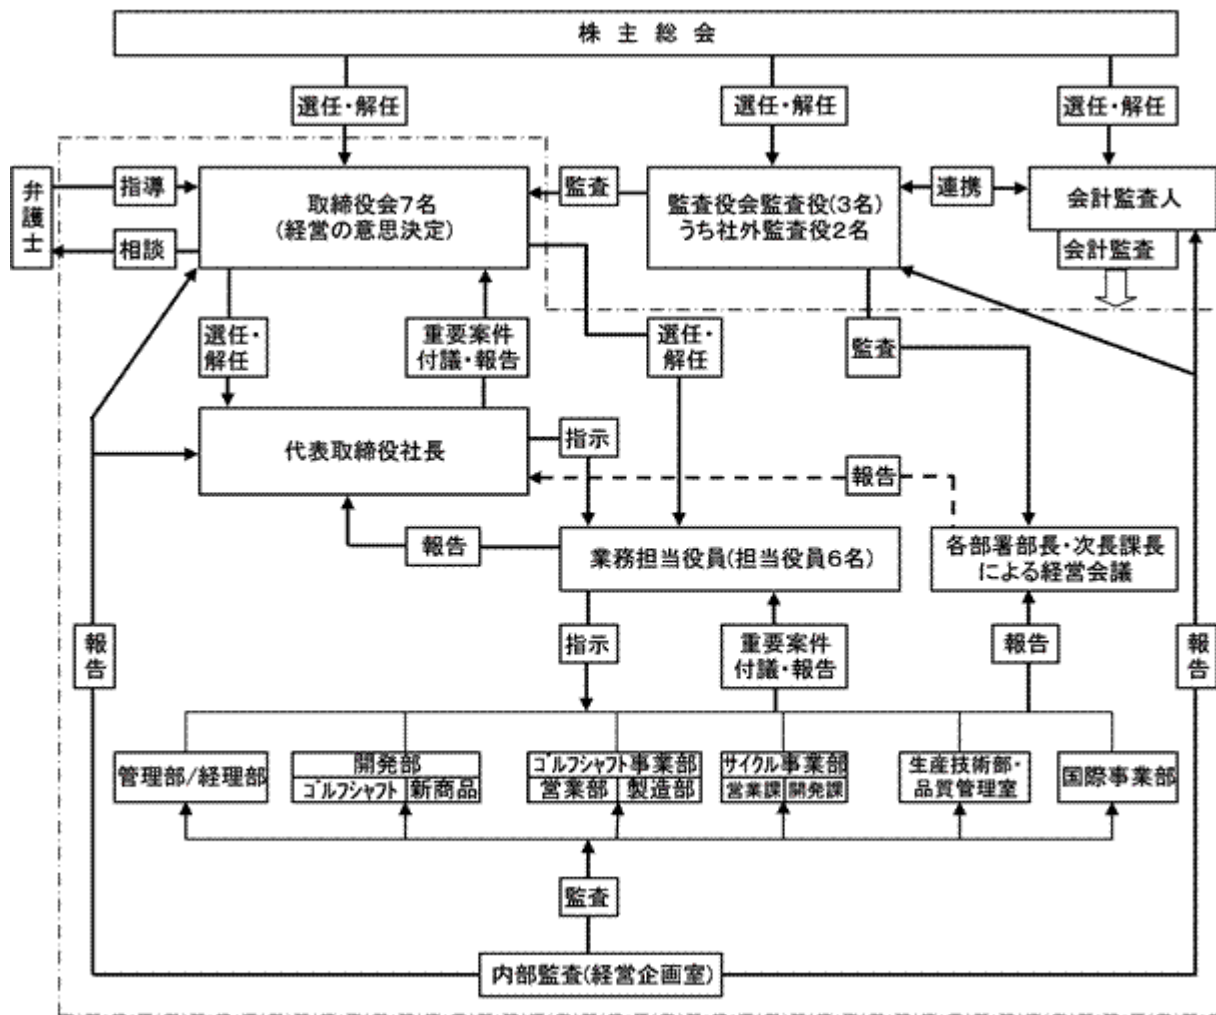 株主総会
選任・解任
選任・解任
選任・解任
弁護士
指導
相談
取締役会7名
(経営の意思決定)
監査
監査役会監査役(3名)
うち社外監査役2名
連携
会計監査人
会計監査
選任・
解任
重要案件
付議・報告
選任・
解任
監査
代表取締役社長
指示
報告
報告
業務担当役員(担当役員6名)
各部署部長・次長課長
による経営会議
報告
指示
重要案件
付議・報告
報告
報告
管理部/経理部
開発部
ゴルフシャフト 新商品
ゴルフシャフト事業部
営業部 製造部
サイクル事業部
営業課 開発課
生産技術部・
品質管理室
国際事業部
監査
内部監査(経営企画室)